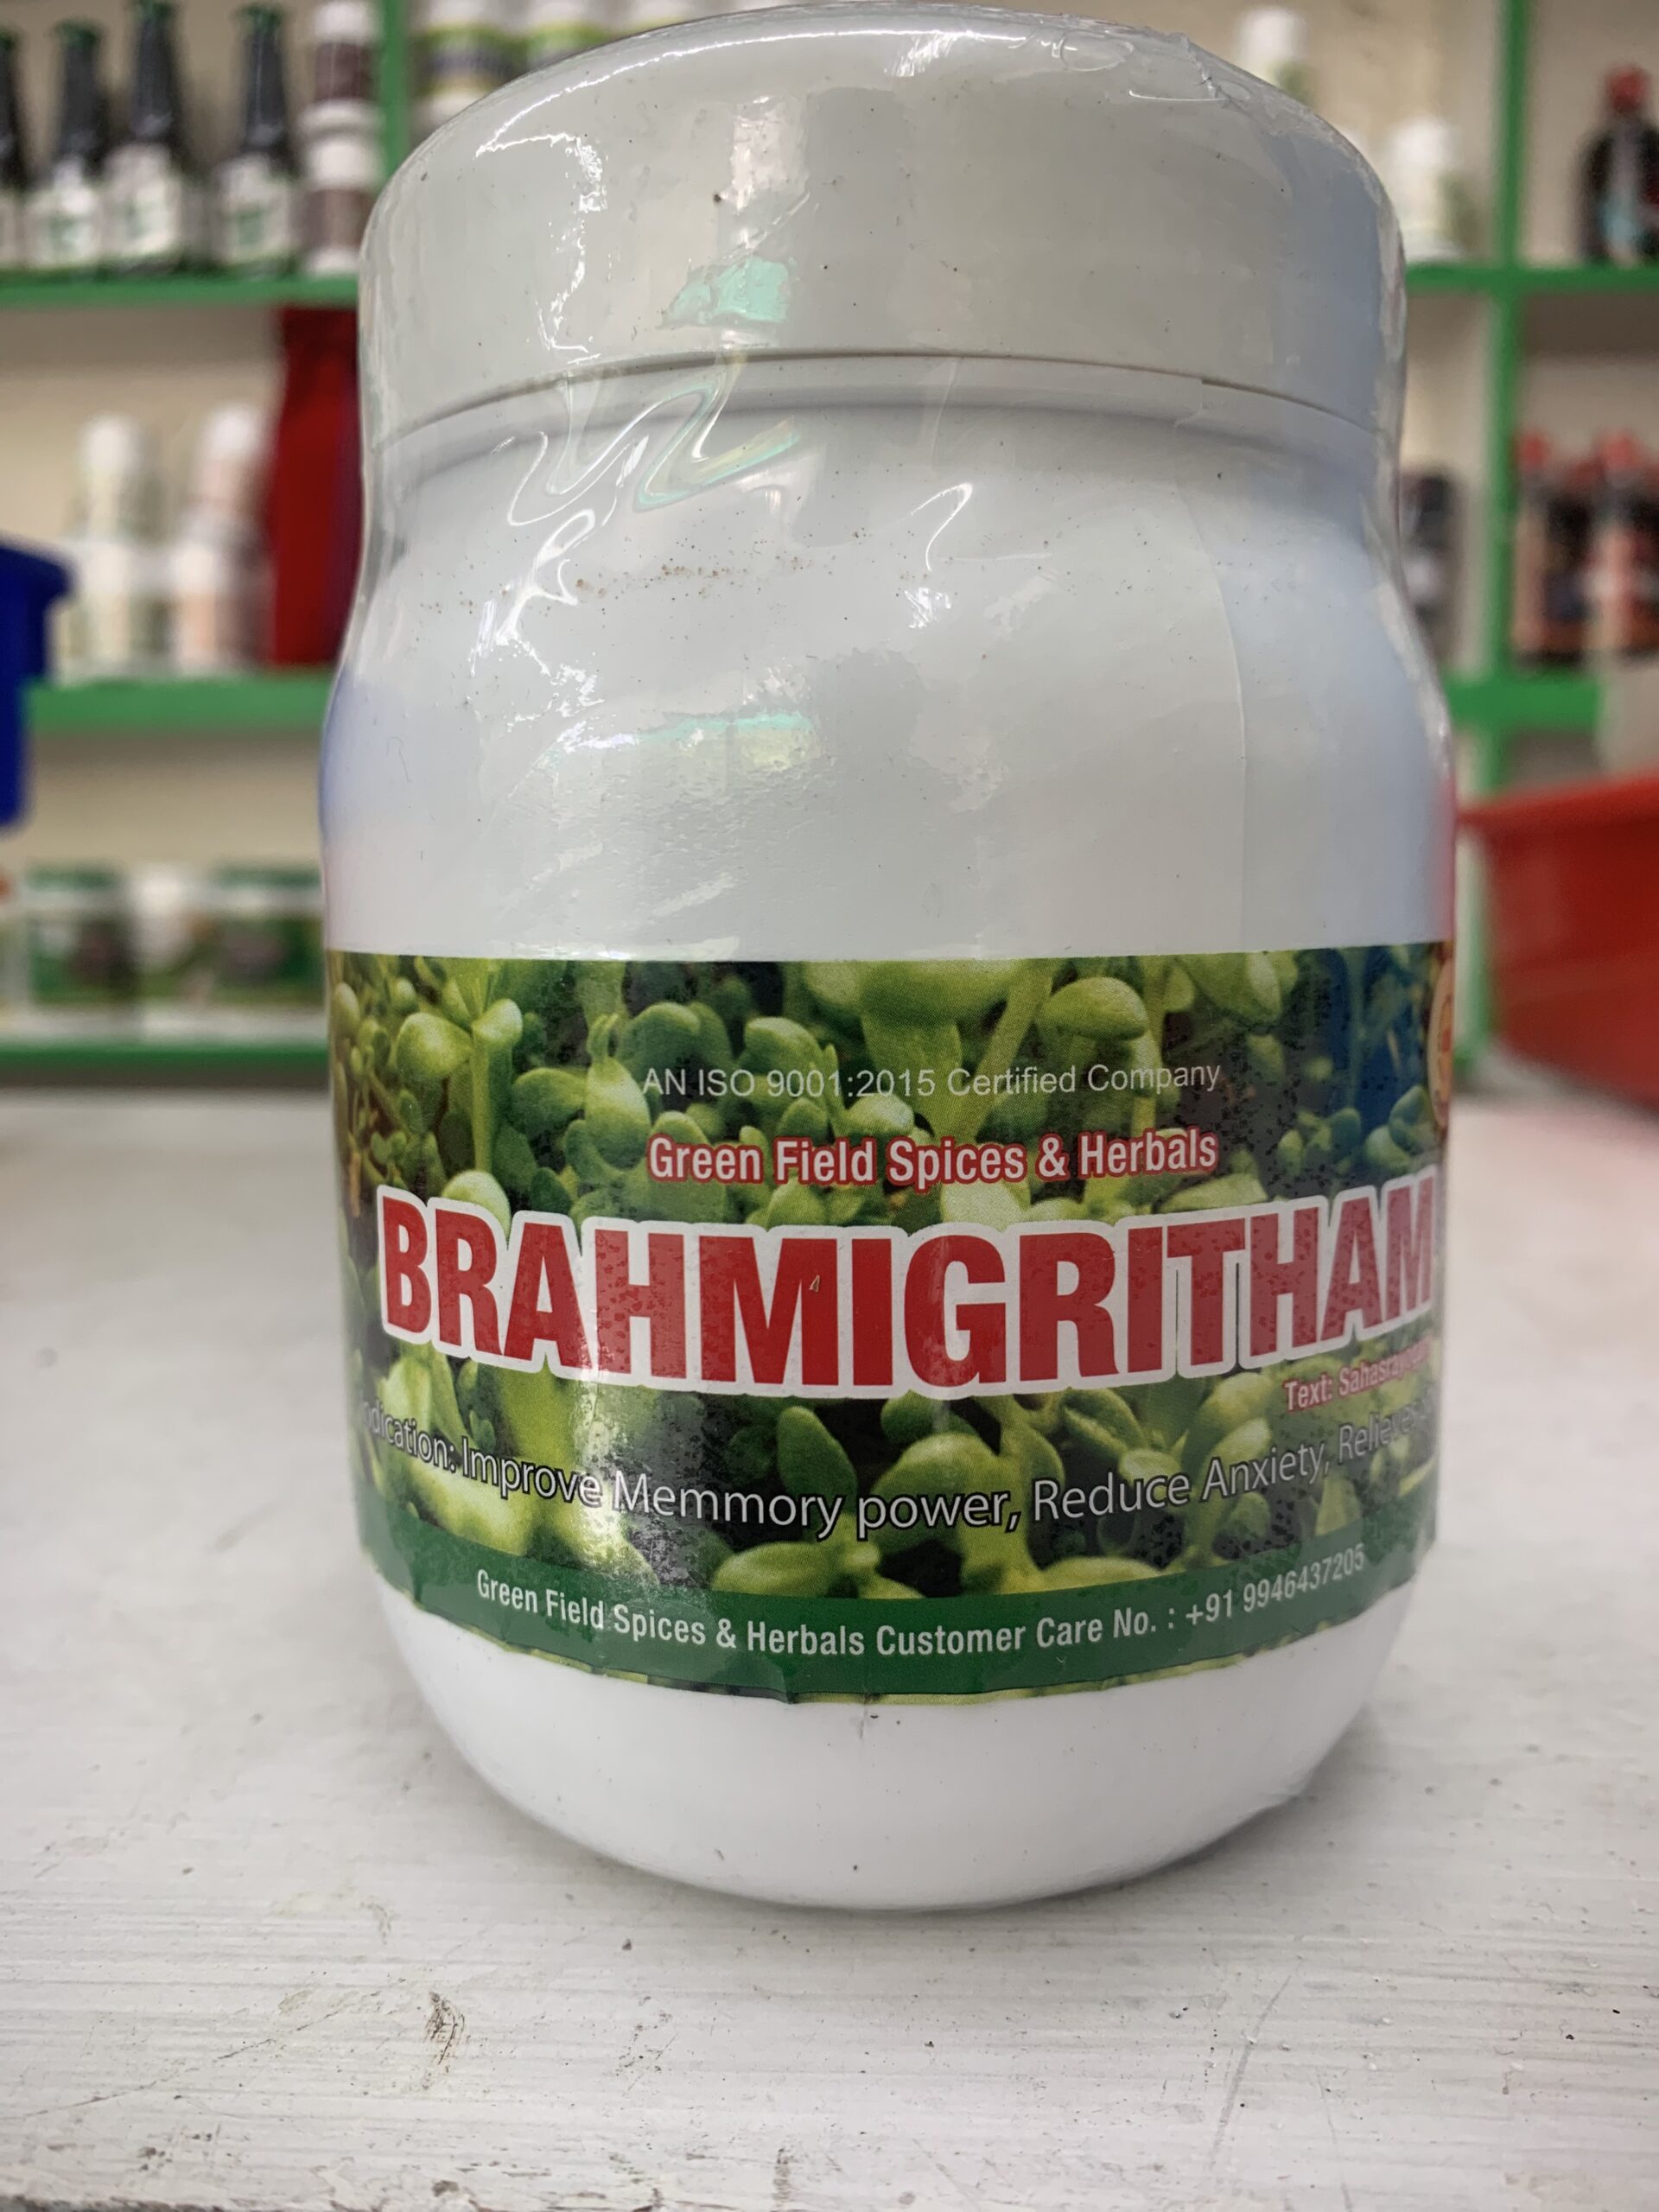 AN ISO 9001:2015 Certified Company
Green Field Spices & Herbals
BRAHMIGRITHAM
Text:
Indication: Improve Memmory power, Reduce Anxiety,
Green Field Spices & Herbals Customer Care No. : +91 9946437205